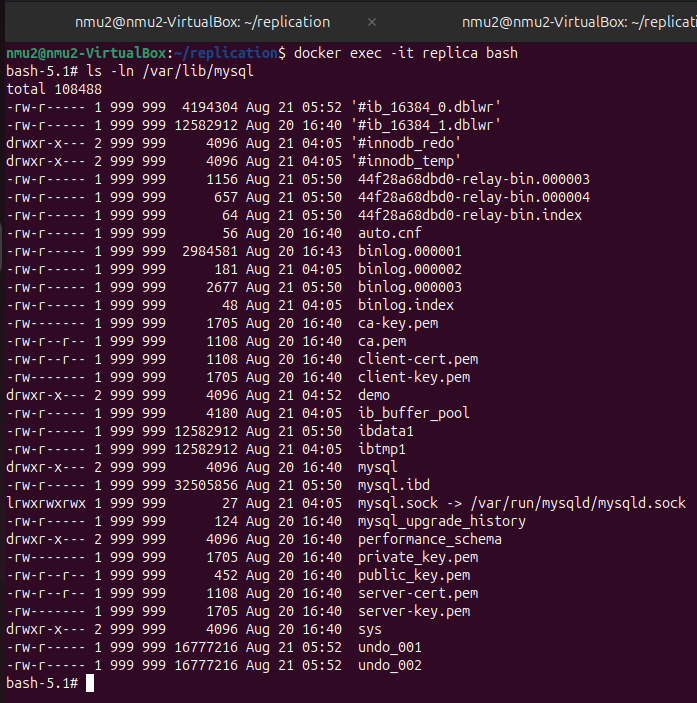 nmu2@nmu2-VirtualBox: ~/replication × nmu2@nmu2-VirtualBox: ~/replicati
nmu2@nmu2-VirtualBox:~/replication$ docker exec -it replica bash
bash-5.1# ls -ln /var/lib/mysql
total 108488
-rw-r----- 1 999 999  4194304 Aug 21 05:52 '#ib_16384_0.dblwr'
-rw-r----- 1 999 999 12582912 Aug 20 16:40 '#ib_16384_1.dblwr'
drwxr-x--- 2 999 999     4096 Aug 21 04:05 '#innodb_redo'
drwxr-x--- 2 999 999     4096 Aug 21 04:05 '#innodb_temp'
-rw-r----- 1 999 999     1156 Aug 21 05:50  44f28a68dbd0-relay-bin.000003
-rw-r----- 1 999 999      657 Aug 21 05:50  44f28a68dbd0-relay-bin.000004
-rw-r----- 1 999 999       64 Aug 21 05:50  44f28a68dbd0-relay-bin.index
-rw-r----- 1 999 999       56 Aug 20 16:40  auto.cnf
-rw-r----- 1 999 999  2984581 Aug 20 16:43  binlog.000001
-rw-r----- 1 999 999      181 Aug 21 04:05  binlog.000002
-rw-r----- 1 999 999     2677 Aug 21 05:50  binlog.000003
-rw-r----- 1 999 999       48 Aug 21 04:05  binlog.index
-rw------- 1 999 999     1705 Aug 20 16:40  ca-key.pem
-rw-r--r-- 1 999 999     1108 Aug 20 16:40  ca.pem
-rw-r--r-- 1 999 999     1108 Aug 20 16:40  client-cert.pem
-rw------- 1 999 999     1705 Aug 20 16:40  client-key.pem
drwxr-x--- 2 999 999     4096 Aug 21 04:52  demo
-rw-r----- 1 999 999     4180 Aug 21 04:05  ib_buffer_pool
-rw-r----- 1 999 999 12582912 Aug 21 05:50  ibdata1
-rw-r----- 1 999 999 12582912 Aug 21 04:05  ibtmp1
drwxr-x--- 2 999 999     4096 Aug 20 16:40  mysql
-rw-r----- 1 999 999 32505856 Aug 21 05:50  mysql.ibd
lrwxrwxrwx 1 999 999       27 Aug 21 04:05  mysql.sock -> /var/run/mysqld/mysqld.sock
-rw-r----- 1 999 999      124 Aug 20 16:40  mysql_upgrade_history
drwxr-x--- 2 999 999     4096 Aug 20 16:40  performance_schema
-rw------- 1 999 999     1705 Aug 20 16:40  private_key.pem
-rw-r--r-- 1 999 999      452 Aug 20 16:40  public_key.pem
-rw-r--r-- 1 999 999     1108 Aug 20 16:40  server-cert.pem
-rw------- 1 999 999     1705 Aug 20 16:40  server-key.pem
drwxr-x--- 2 999 999     4096 Aug 20 16:40  sys
-rw-r----- 1 999 999 16777216 Aug 21 05:52  undo_001
-rw-r----- 1 999 999 16777216 Aug 21 05:52  undo_002
bash-5.1#